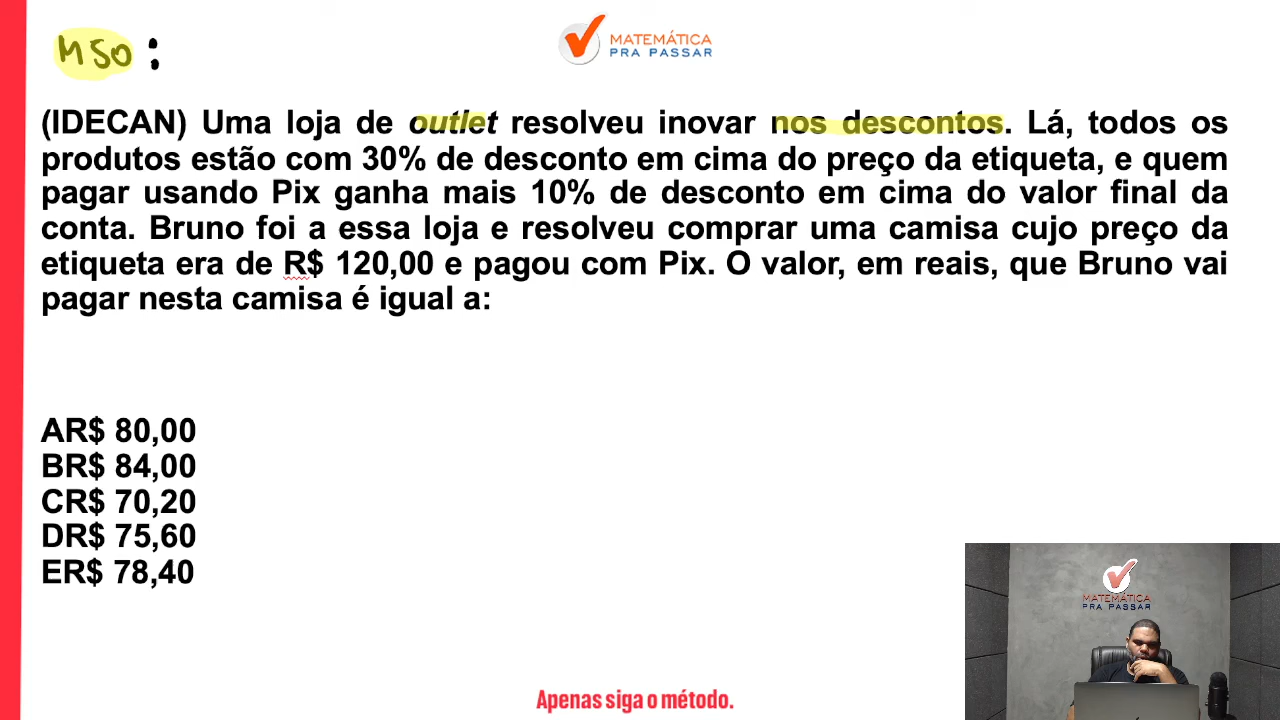 MSO:
MATEMÁTICA
PRA PASSAR
(IDECAN) Uma loja de outlet resolveu inovar nos descontos. Lá, todos os
produtos estão com 30% de desconto em cima do preço da etiqueta, e quem
pagar usando Pix ganha mais 10% de desconto em cima do valor final da
conta. Bruno foi a essa loja e resolveu comprar uma camisa cujo preço da
etiqueta era de R$ 120,00 e pagou com Pix. O valor, em reais, que Bruno vai
pagar nesta camisa é igual a:
AR$ 80,00
BR$ 84,00
CR$ 70,20
DR$ 75,60
ER$ 78,40
MATEMÁTICA
PRA PASSAR
Apenas siga o método.